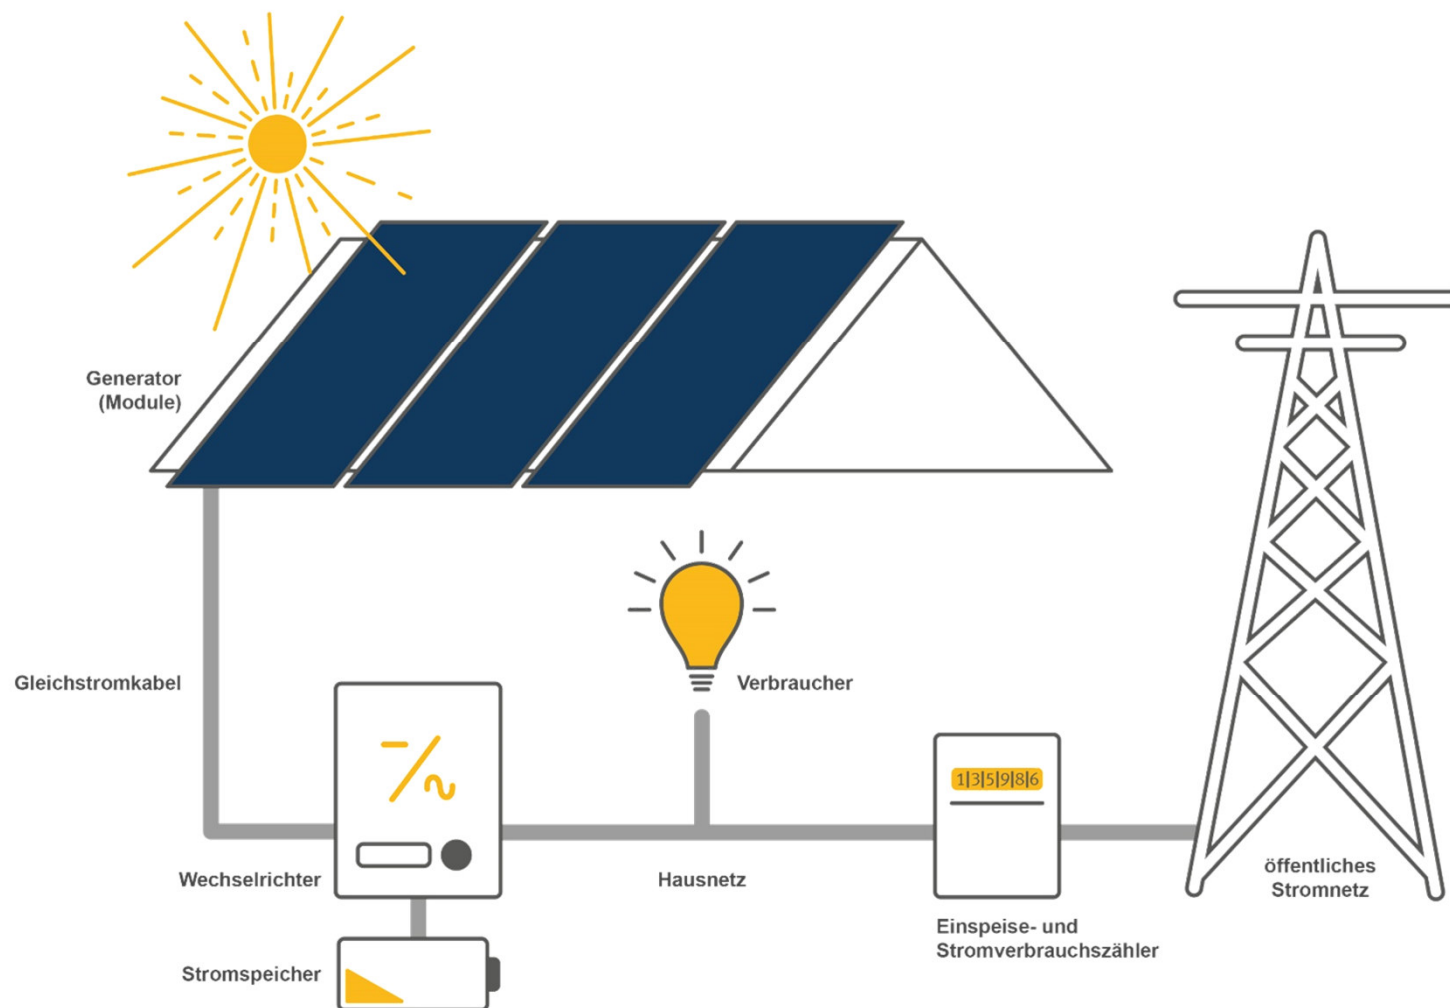 Generator
(Module)
Gleichstromkabel
Verbraucher
1|3|5|9|8|6
Wechselrichter
Hausnetz
öffentliches
Stromnetz
Einspeise- und
Stromverbrauchszähler
Stromspeicher